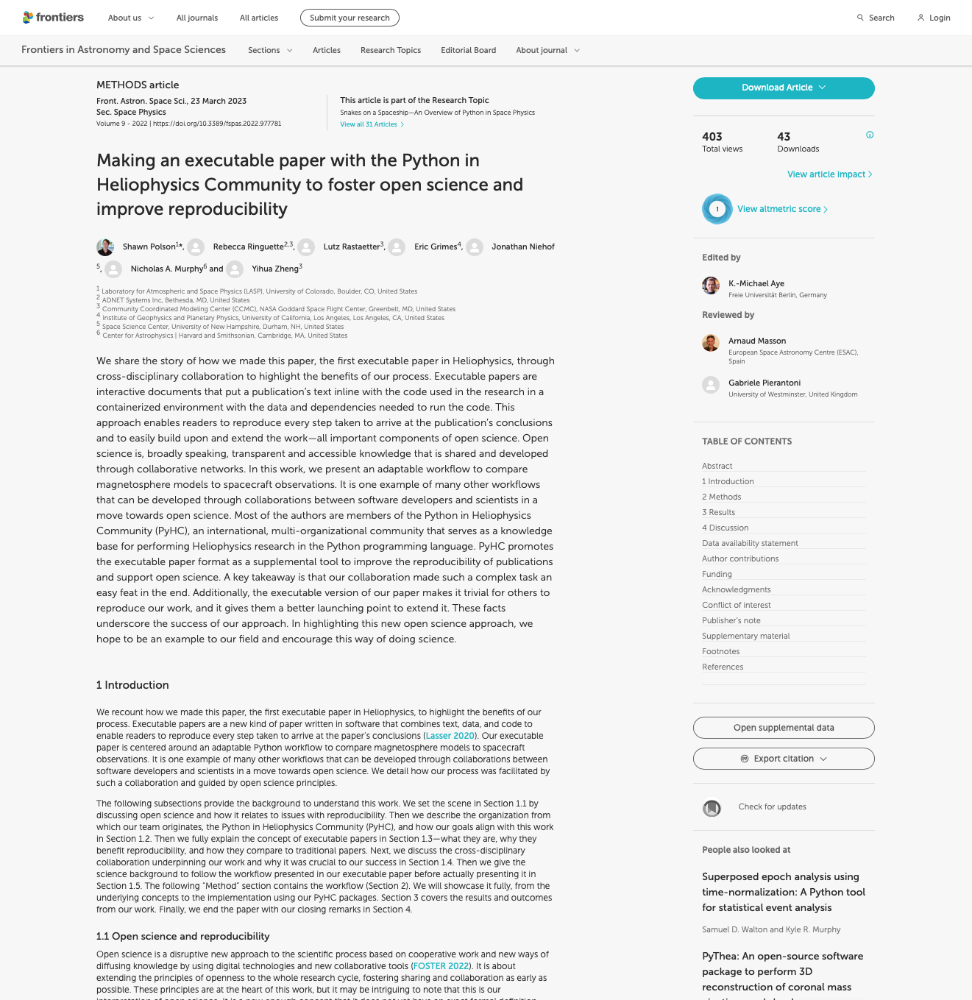 frontiers
About us
All journals
All articles
Submit your research
Search
Login
Frontiers in Astronomy and Space Sciences
Sections
Articles
Research Topics
Editorial Board
About journal
METHODS article
Front. Astron. Space Sci., 23 March 2023
Sec. Space Physics
Volume 9 - 2022 | https://doi.org/10.3389/fspas.2022.977781
This article is part of the Research Topic
Snakes on a Spaceship—An Overview of Python in Space Physics
View all 31 Articles
Making an executable paper with the Python in
Heliophysics Community to foster open science and
improve reproducibility
Shawn Polson1*, Rebecca Ringuette2,3, Lutz Rastaetter3, Eric Grimes4, Jonathan Niehof
5, Nicholas A. Murphy6 and Yihua Zheng3
1 Laboratory for Atmospheric and Space Physics (LASP), University of Colorado, Boulder, CO, United States
2 ADNET Systems Inc, Bethesda, MD, United States
3 Community Coordinated Modeling Center (CCMC), NASA Goddard Space Flight Center, Greenbelt, MD, United States
4 Institute of Geophysics and Planetary Physics, University of California, Los Angeles, Los Angeles, CA, United States
5 Space Science Center, University of New Hampshire, Durham, NH, United States
6 Center for Astrophysics | Harvard and Smithsonian, Cambridge, MA, United States
We share the story of how we made this paper, the first executable paper in Heliophysics, through
cross-disciplinary collaboration to highlight the benefits of our process. Executable papers are
interactive documents that put a publication's text inline with the code used in the research in a
containerized environment with the data and dependencies needed to run the code. This
approach enables readers to reproduce every step taken to arrive at the publication's conclusions
and to easily build upon and extend the work—all important components of open science. Open
science is, broadly speaking, transparent and accessible knowledge that is shared and developed
through collaborative networks. In this work, we present an adaptable workflow to compare
magnetosphere models to spacecraft observations. It is one example of many other workflows
that can be developed through collaborations between software developers and scientists in a
move towards open science. Most of the authors are members of the Python in Heliophysics
Community (PyHC), an international, multi-organizational community that serves as a knowledge
base for performing Heliophysics research in the Python programming language. PyHC promotes
the executable paper format as a supplemental tool to improve the reproducibility of publications
and support open science. A key takeaway is that our collaboration made such a complex task an
easy feat in the end. Additionally, the executable version of our paper makes it trivial for others to
reproduce our work, and it gives them a better launching point to extend it. These facts
underscore the success of our approach. In highlighting this new open science approach, we
hope to be an example to our field and encourage this way of doing science.
1 Introduction
We recount how we made this paper, the first executable paper in Heliophysics, to highlight the benefits of our
process. Executable papers are a new kind of paper written in software that combines text, data, and code to
enable readers to reproduce every step taken to arrive at the paper's conclusions (Lasser 2020). Our executable
paper is centered around an adaptable Python workflow to compare magnetosphere models to spacecraft
observations. It is one example of many other workflows that can be developed through collaborations between
software developers and scientists in a move towards open science. We detail how our process was facilitated by
such a collaboration and guided by open science principles.
The following subsections provide the background to understand this work. We set the scene in Section 1.1 by
discussing open science and how it relates to issues with reproducibility. Then we describe the organization from
which our team originates, the Python in Heliophysics Community (PyHC), and how our goals align with this work
in Section 1.2. Then we fully explain the concept of executable papers in Section 1.3—what they are, why they
benefit reproducibility, and how they compare to traditional papers. Next, we discuss the cross-disciplinary
collaboration underpinning our work and why it was crucial to our success in Section 1.4. Then we give the
science background to follow the workflow presented in our executable paper before actually presenting it in
Section 1.5. The following "Method" section contains the workflow (Section 2). We will showcase it fully, from the
underlying concepts to the implementation using our PyHC packages. Section 3 covers the results and outcomes
from our work. Finally, we end the paper with our closing remarks in Section 4.
1.1 Open science and reproducibility
Open science is a disruptive new approach to the scientific process based on cooperative work and new ways of
diffusing knowledge by using digital technologies and new collaborative tools (FOSTER 2022). It is about
extending the principles of openness to the whole research cycle, fostering sharing and collaboration as early as
possible. These principles are at the heart of this work, but it may be intriguing to note that this is our
Download Article
403
Total views
43
Downloads
View article impact
1
View altmetric score
Edited by
K.-Michael Aye
Freie Universität Berlin, Germany
Reviewed by
Arnaud Masson
European Space Astronomy Centre (ESAC),
Spain
Gabriele Pierantoni
University of Westminster, United Kingdom
TABLE OF CONTENTS
Abstract
1 Introduction
2 Methods
3 Results
4 Discussion
Data availability statement
Author contributions
Funding
Acknowledgments
Conflict of interest
Publisher's note
Supplementary material
Footnotes
References
Open supplemental data
Export citation
Check for updates
People also looked at
Superposed epoch analysis using
time-normalization: A Python tool
for statistical event analysis
Samuel D. Walton and Kyle R. Murphy
PyThea: An open-source software
package to perform 3D
reconstruction of coronal mass